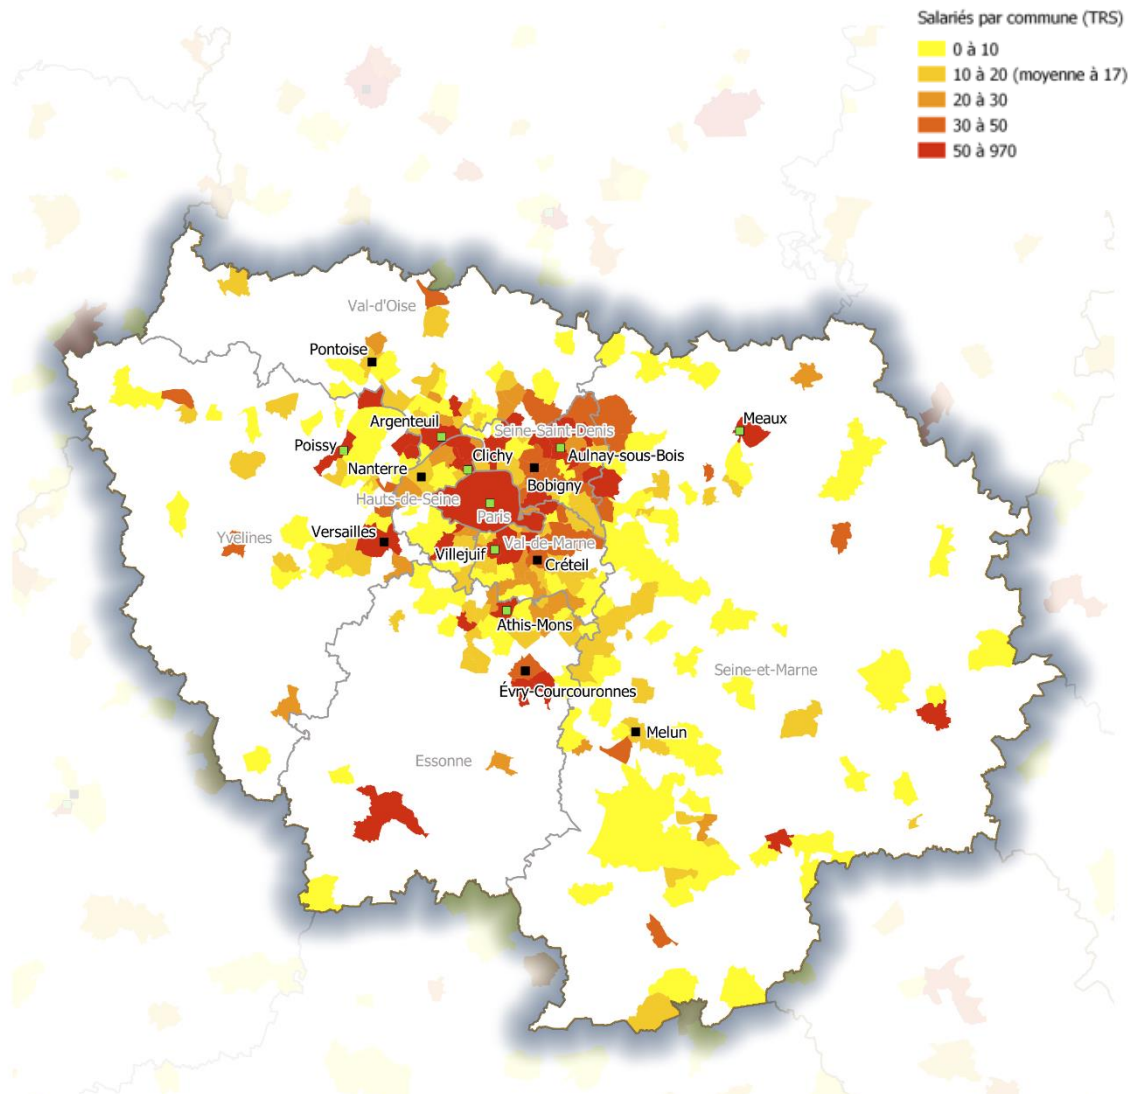 Salariés par commune (TRS)
0 à 10
10 à 20 (moyenne à 17)
20 à 30
30 à 50
50 à 970
Val-d'Oise
Pontoise
Argenteuil
Meaux
Seine-Saint-Denis
Poissy
Clichy
Aulnay-sous-Bois
Nanterre
Bobigny
Hauts-de-Seine
Paris
Yvelines
Versailles
Villejuif
Val-de-Marne
Créteil
Athis-Mons
Seine-et-Marne
Évry-Courcouronnes
Melun
Essonne